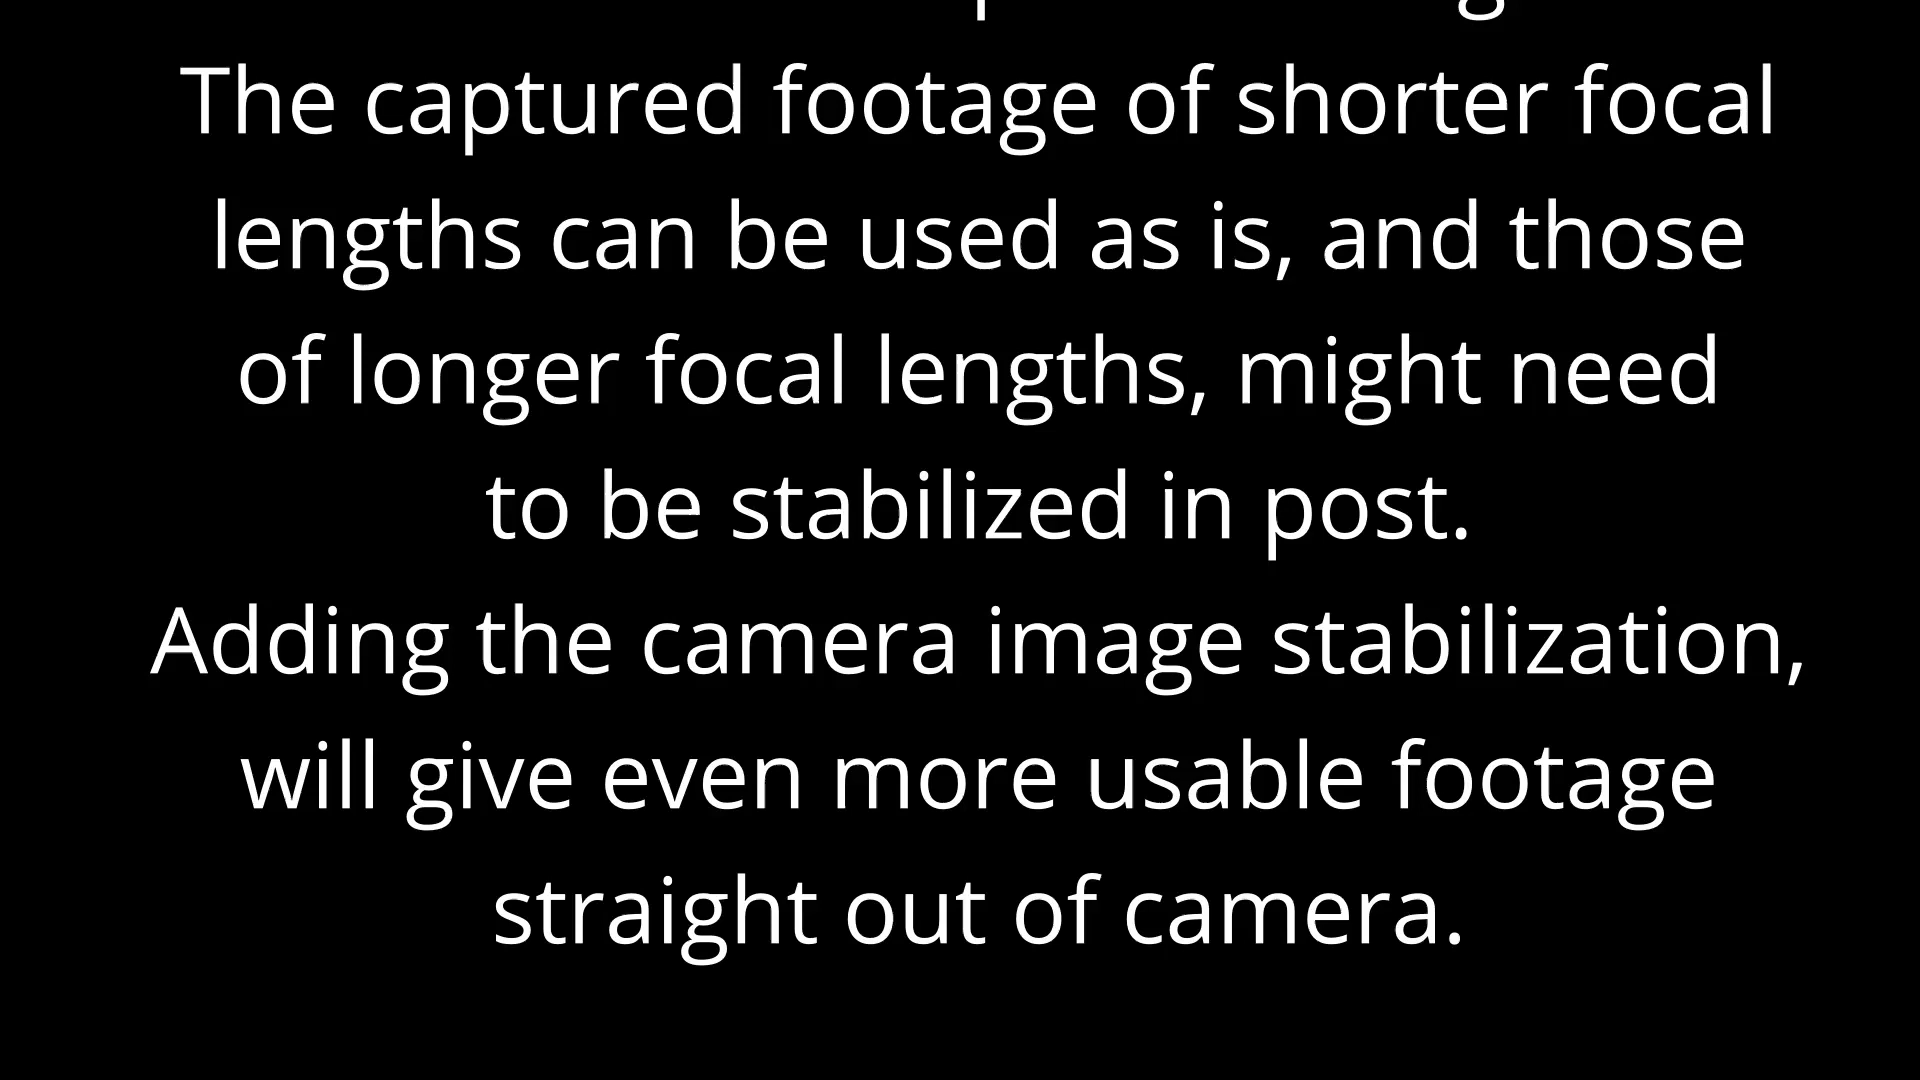 The captured footage of shorter focal
lengths can be used as is, and those
of longer focal lengths, might need
to be stabilized in post.
Adding the camera image stabilization,
will give even more usable footage
straight out of camera.